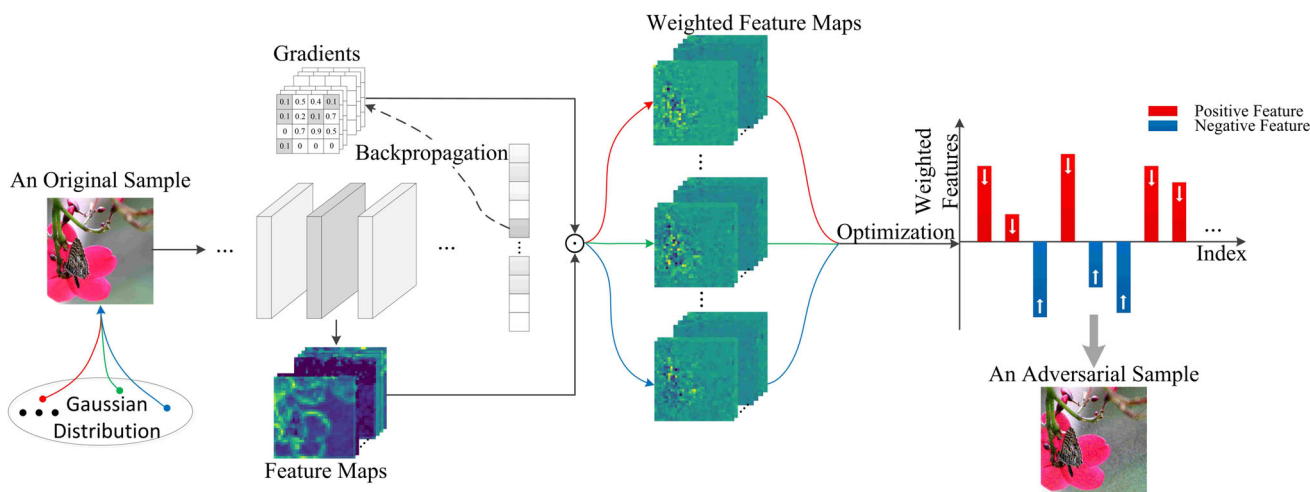 Weighted Feature Maps
Gradients
0.1 0.5 0.4 0.1
0.1 0.2 0.1 0.7
0 0.7 0.9 0.5
0.1 0 0 0
Backpropagation
An Original Sample
...
...
Gaussian
Distribution
Feature Maps
...
...
Optimization
Weighted
Features
Positive Feature
Negative Feature
...
Index
An Adversarial Sample